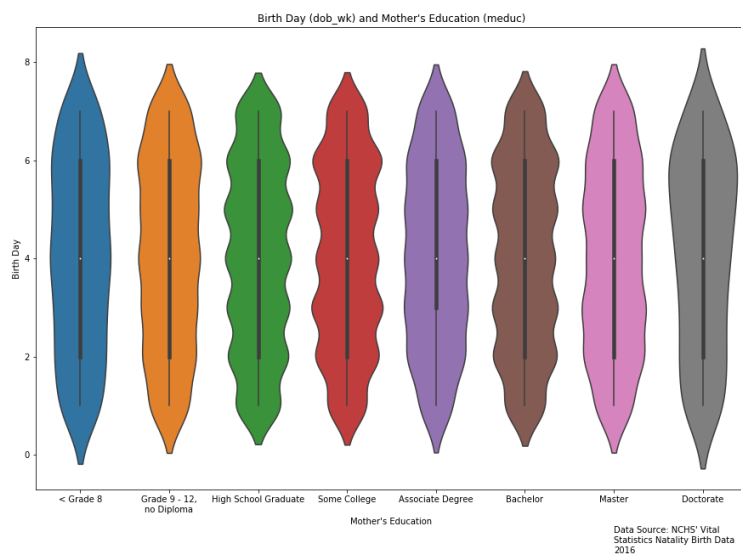 Birth Day (dob_wk) and Mother's Education (meduc)
8
6
4
2
0
Birth Day
< Grade 8
Grade 9 - 12,
no Diploma
High School Graduate
Some College
Associate Degree
Bachelor
Master
Doctorate
Mother's Education
Data Source: NCHS' Vital
Statistics Natality Birth Data
2016